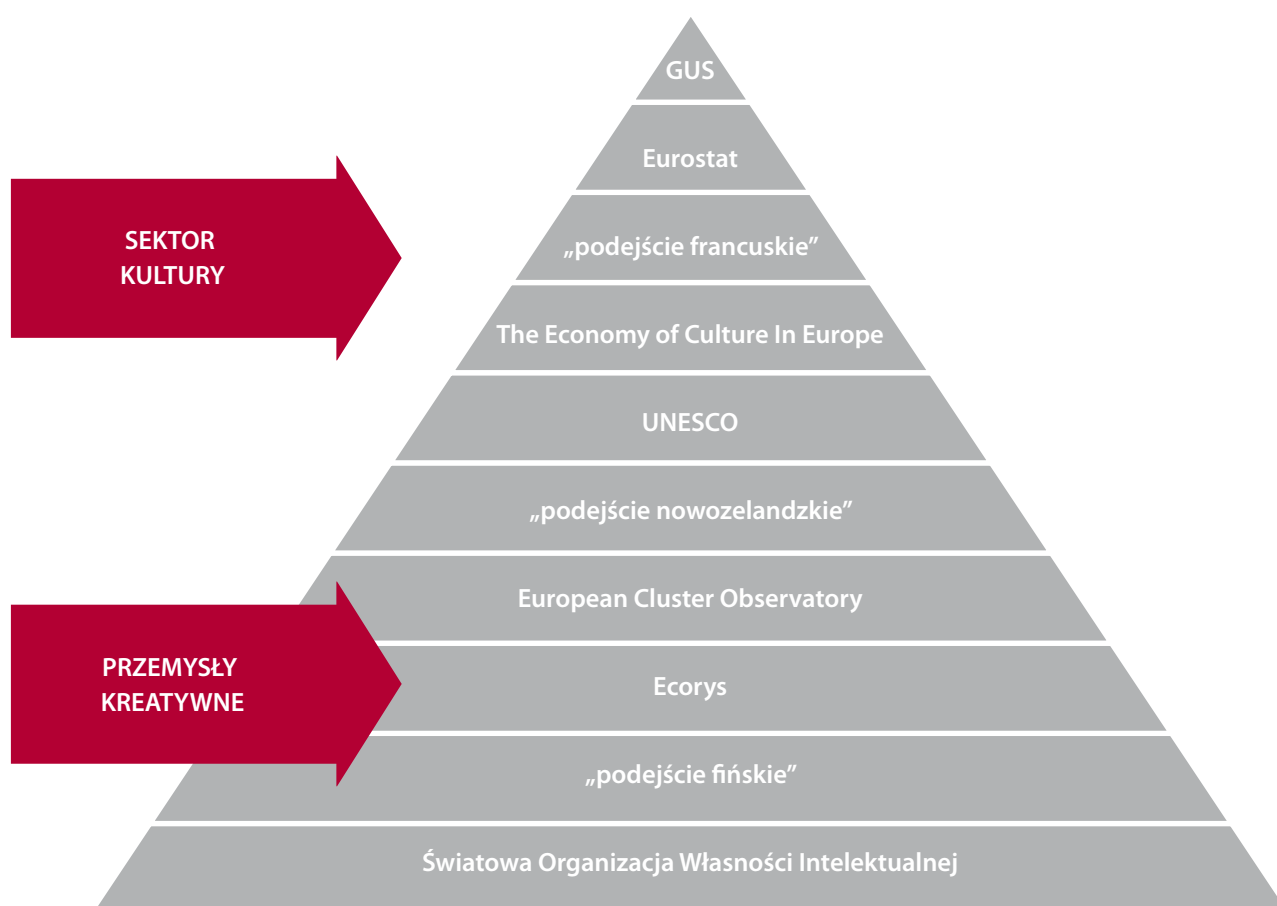 GUS
Eurostat
SEKTOR
KULTURY
„podejście francuskie”
The Economy of Culture In Europe
UNESCO
„podejście nowozelandzkie”
European Cluster Observatory
PRZEMYSŁY
KREATYWNE
Ecorys
„podejście fińskie”
Światowa Organizacja Własności Intelektualnej